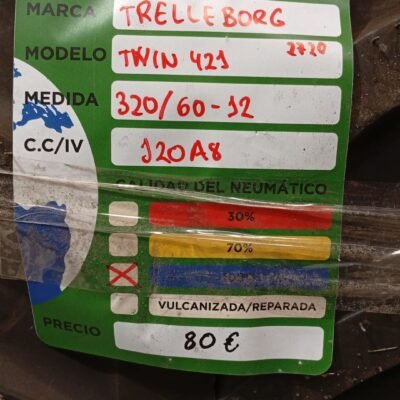 MARCA TRELLEBORG
MODELO TWIN 421 2720
MEDIDA 320/60-12
C.C/IV 120A8
CALIDAD DEL NEUMÁTICO
30%
70%
X
VULCANIZADA/REPARADA
PRECIO 80 €